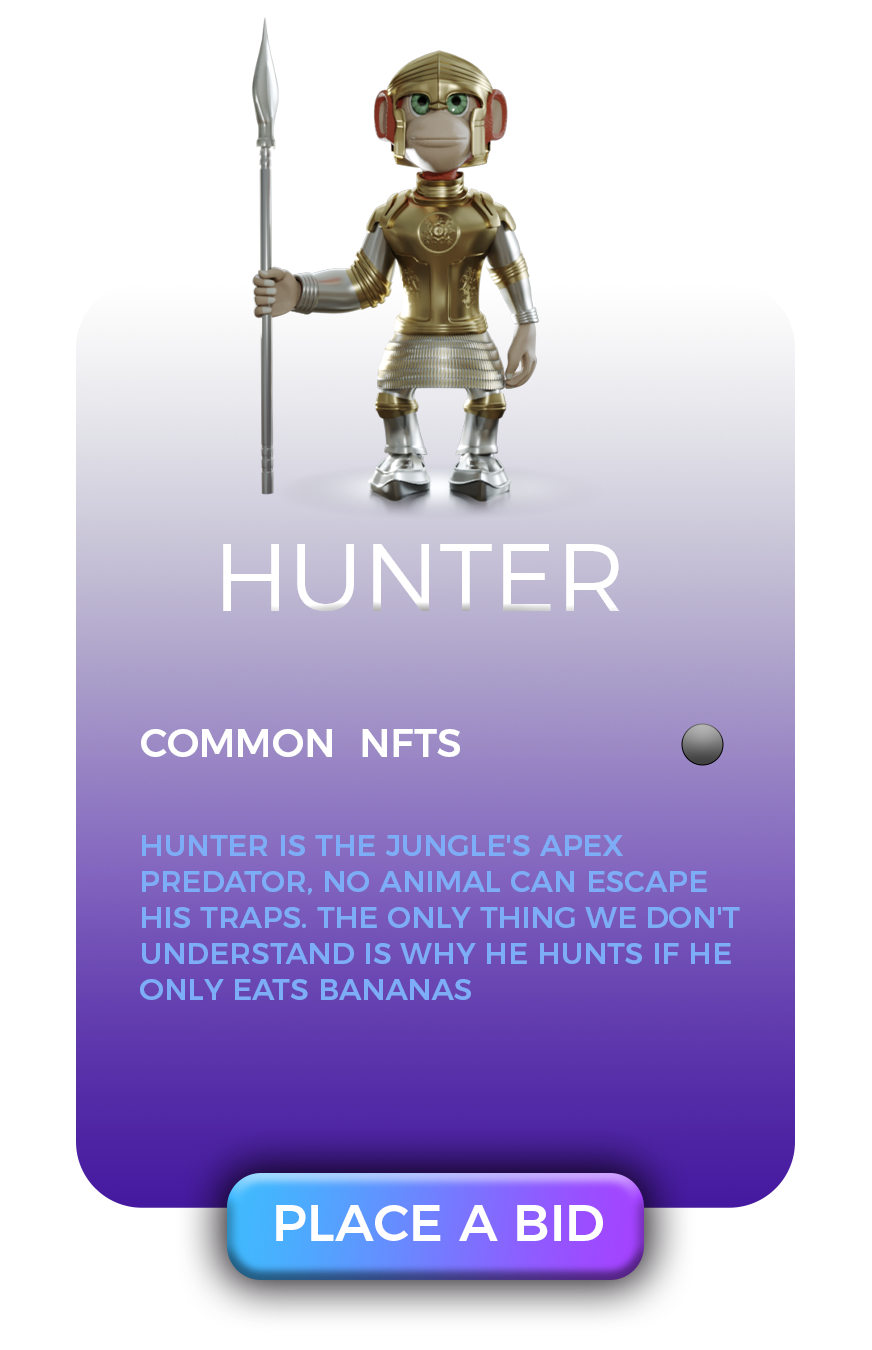 HUNTER
COMMON NFTS
HUNTER IS THE JUNGLE'S APEX
PREDATOR, NO ANIMAL CAN ESCAPE
HIS TRAPS. THE ONLY THING WE DON'T
UNDERSTAND IS WHY HE HUNTS IF HE
ONLY EATS BANANAS
PLACE A BID